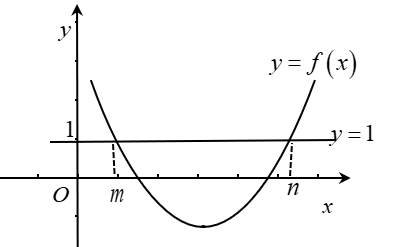 y
y = f(x)
1
y = 1
O
m
n
x